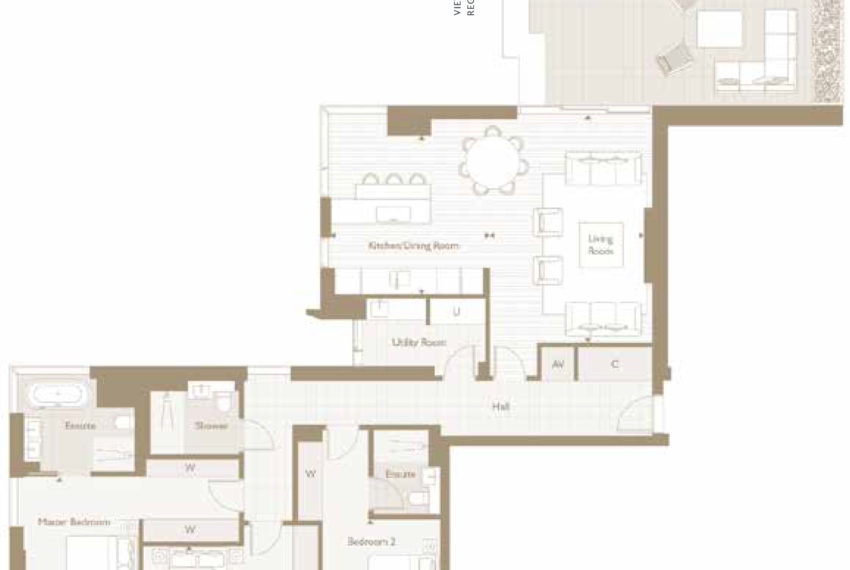 VIE
REC
Kitchen/Dining Room
Living
Room
Utility Room
U
AV
C
Hall
Ensuite
Shower
W
W
Ensuite
W
Master Bedroom
W
Bedroom 2